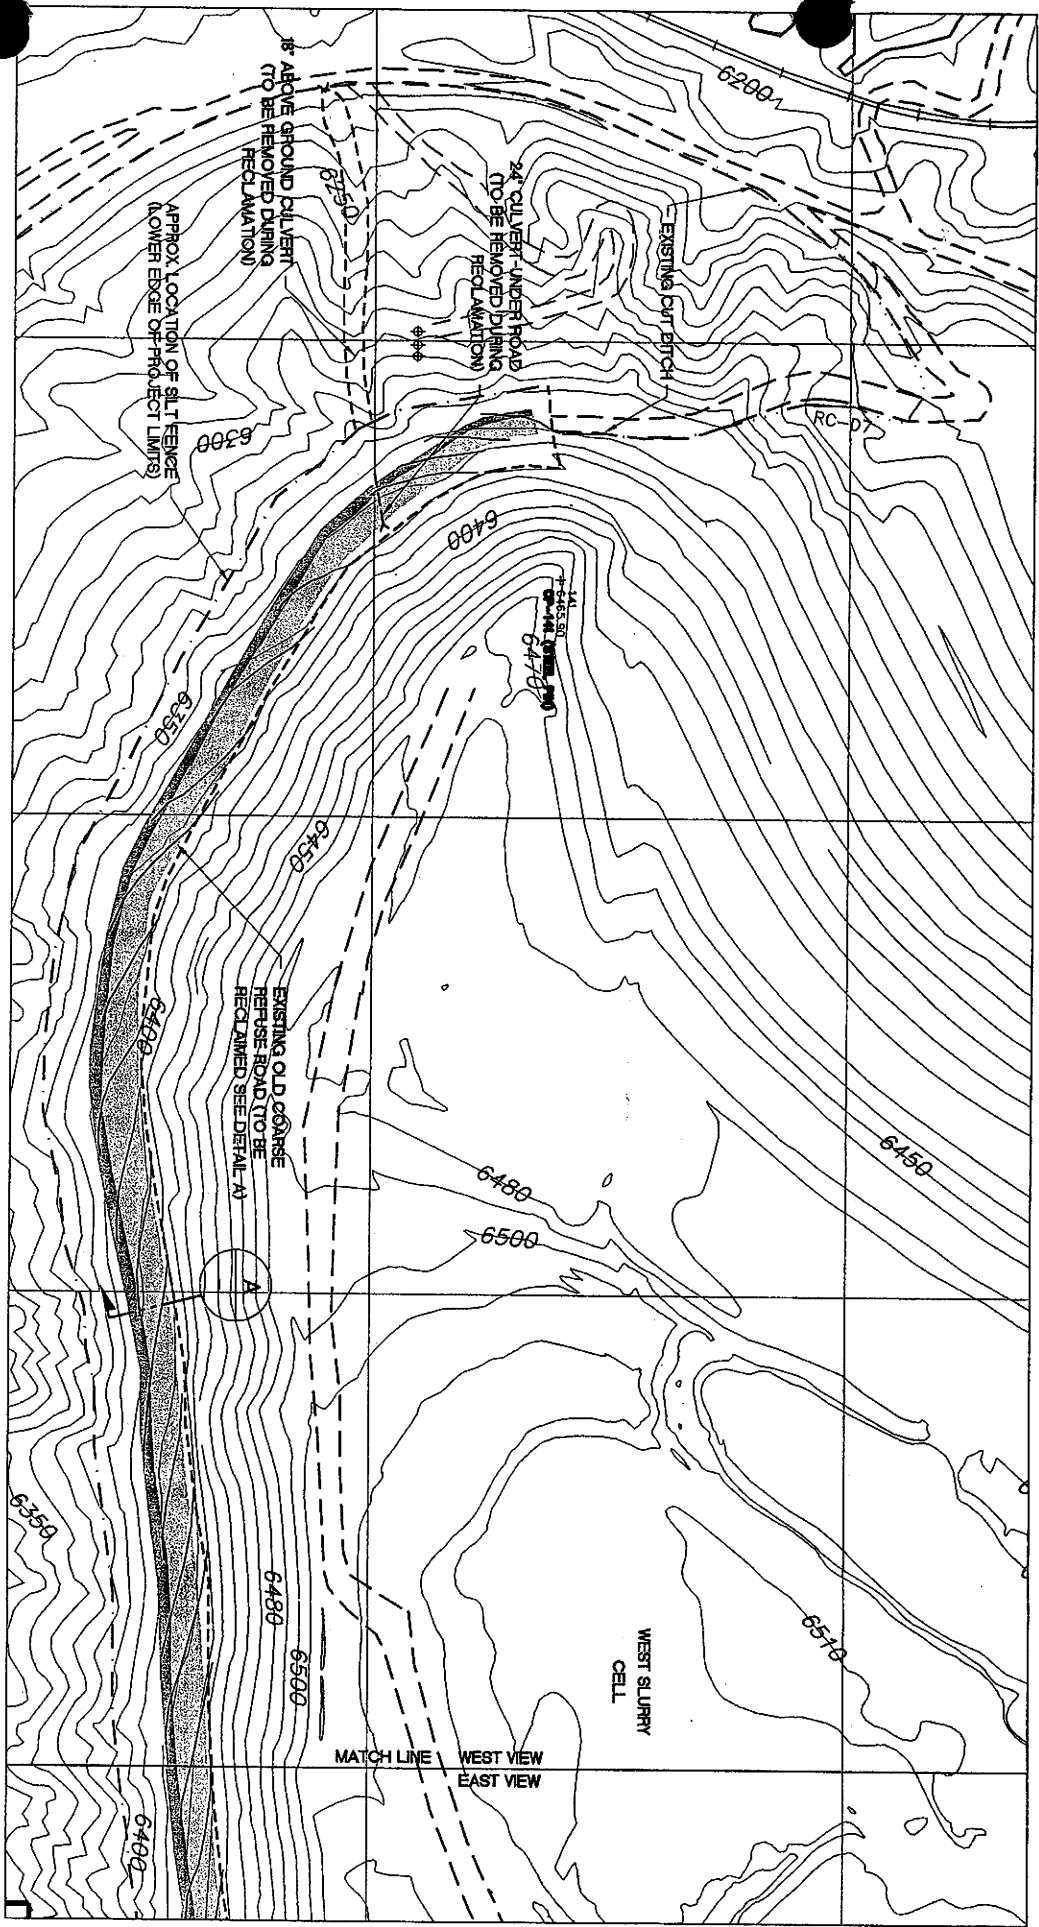 6200
18" ABOVE GROUND CULVERT
(TO BE REMOVED DURING
RECLAMATION)
6250
24" CULVERT UNDER ROAD
(TO BE REMOVED DURING
RECLAMATION)
EXISTING CUT DITCH
APPROX. LOCATION OF SILT FENCE
(LOWER EDGE OF PROJECT LIMITS)
6300
RC-D7
6400
141
6465.90
6470
6350
6450
EXISTING OLD COARSE
REFUSE ROAD (TO BE
RECLAIMED SEE DETAIL A)
6400
6450
6480
6500
A
6350
6480
6500
6510
WEST SLURRY
CELL
MATCH LINE
WEST VIEW
EAST VIEW
6400